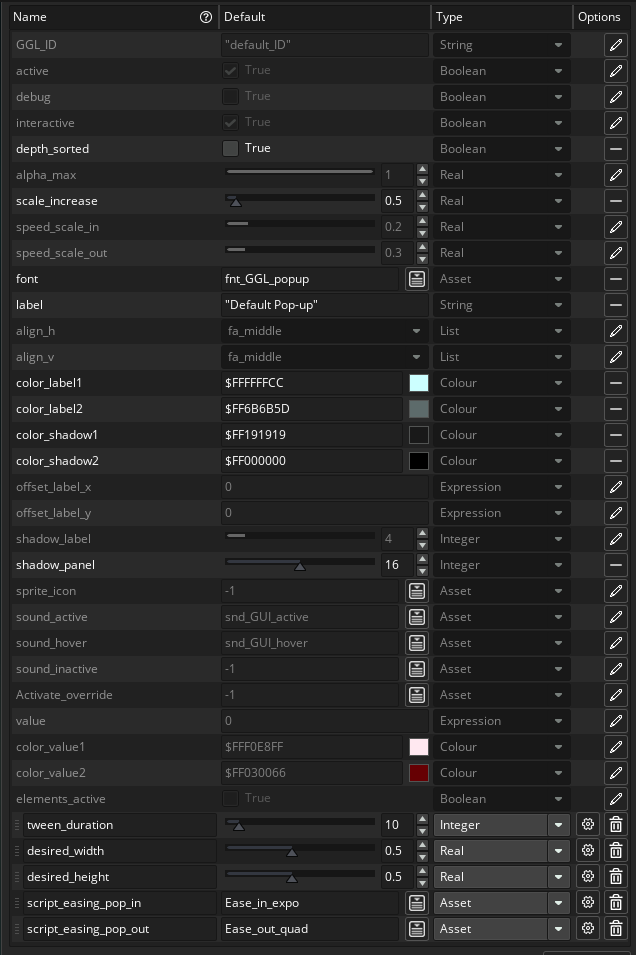 Name Default Type Options
GGL_ID "default_ID" String
active True Boolean
debug True Boolean
interactive True Boolean
depth_sorted True Boolean
alpha_max 1 Real
scale_increase 0.5 Real
speed_scale_in 0.2 Real
speed_scale_out 0.3 Real
font fnt_GGL_popup Asset
label "Default Pop-up" String
align_h fa_middle List
align_v fa_middle List
color_label1 $FFFFFFCC Colour
color_label2 $FF6B6B5D Colour
color_shadow1 $FF191919 Colour
color_shadow2 $FF000000 Colour
offset_label_x 0 Expression
offset_label_y 0 Expression
shadow_label 4 Integer
shadow_panel 16 Integer
sprite_icon -1 Asset
sound_active snd_GUI_active Asset
sound_hover snd_GUI_hover Asset
sound_inactive -1 Asset
Activate_override -1 Asset
value 0 Expression
color_value1 $FFF0E8FF Colour
color_value2 $FF030066 Colour
elements_active True Boolean
tween_duration 10 Integer
desired_width 0.5 Real
desired_height 0.5 Real
script_easing_pop_in Ease_in_expo Asset
script_easing_pop_out Ease_out_quad Asset